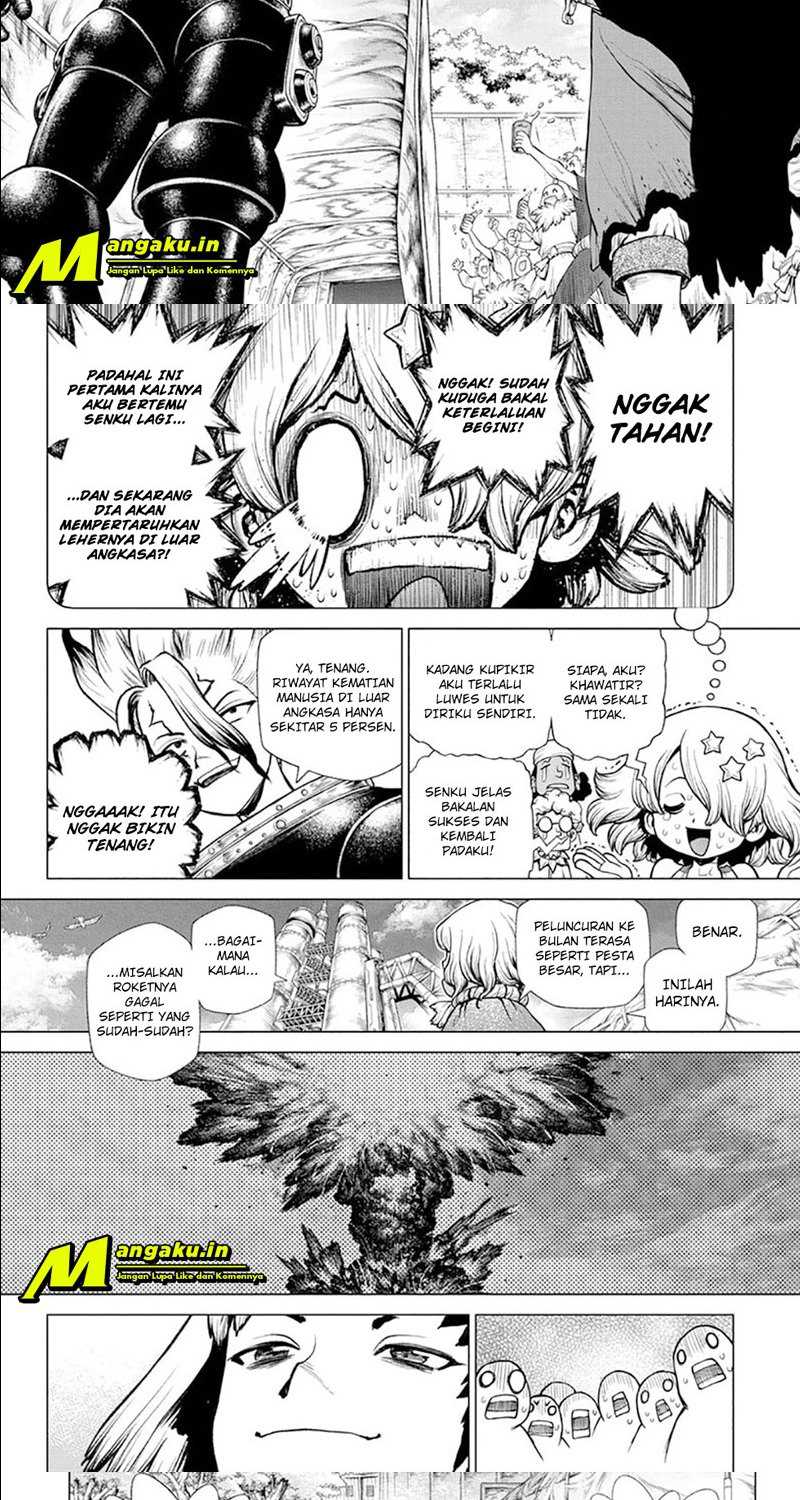 Mangaku.in
Jangan Lupa Like dan Komennya
NGGAK
TAHAN!
NGGAK! SUDAH
KUDUGA BAKAL
KETERLALUAN
BEGINI!
PADAHAL INI
PERTAMA KALINYA
AKU BERTEMU
SENKU LAGI...
...DAN SEKARANG
DIA AKAN
MEMPERTARUHKAN
LEHERNYA DI LUAR
ANGKASA?!
SIAPA, AKU?
KHAWATIR?
SAMA SEKALI
TIDAK.
KADANG KUPIKIR
AKU TERLALU
LUWES UNTUK
DIRIKU SENDIRI.
SENKU JELAS
BAKALAN
SUKSES DAN
KEMBALI
PADAKU!
YA, TENANG.
RIWAYAT KEMATIAN
MANUSIA DI LUAR
ANGKASA HANYA
SEKITAR 5 PERSEN.
NGGAAAK! ITU
NGGAK BIKIN
TENANG!
BENAR.
INILAH
HARINYA.
PELUNCURAN KE
BULAN TERASA
SEPERTI PESTA
BESAR, TAPI...
...BAGAI-
MANA
KALAU...
...MISALKAN
ROKETNYA
GAGAL
SEPERTI YANG
SUDAH-SUDAH?
Mangaku.in
Jangan Lupa Like dan Komennya